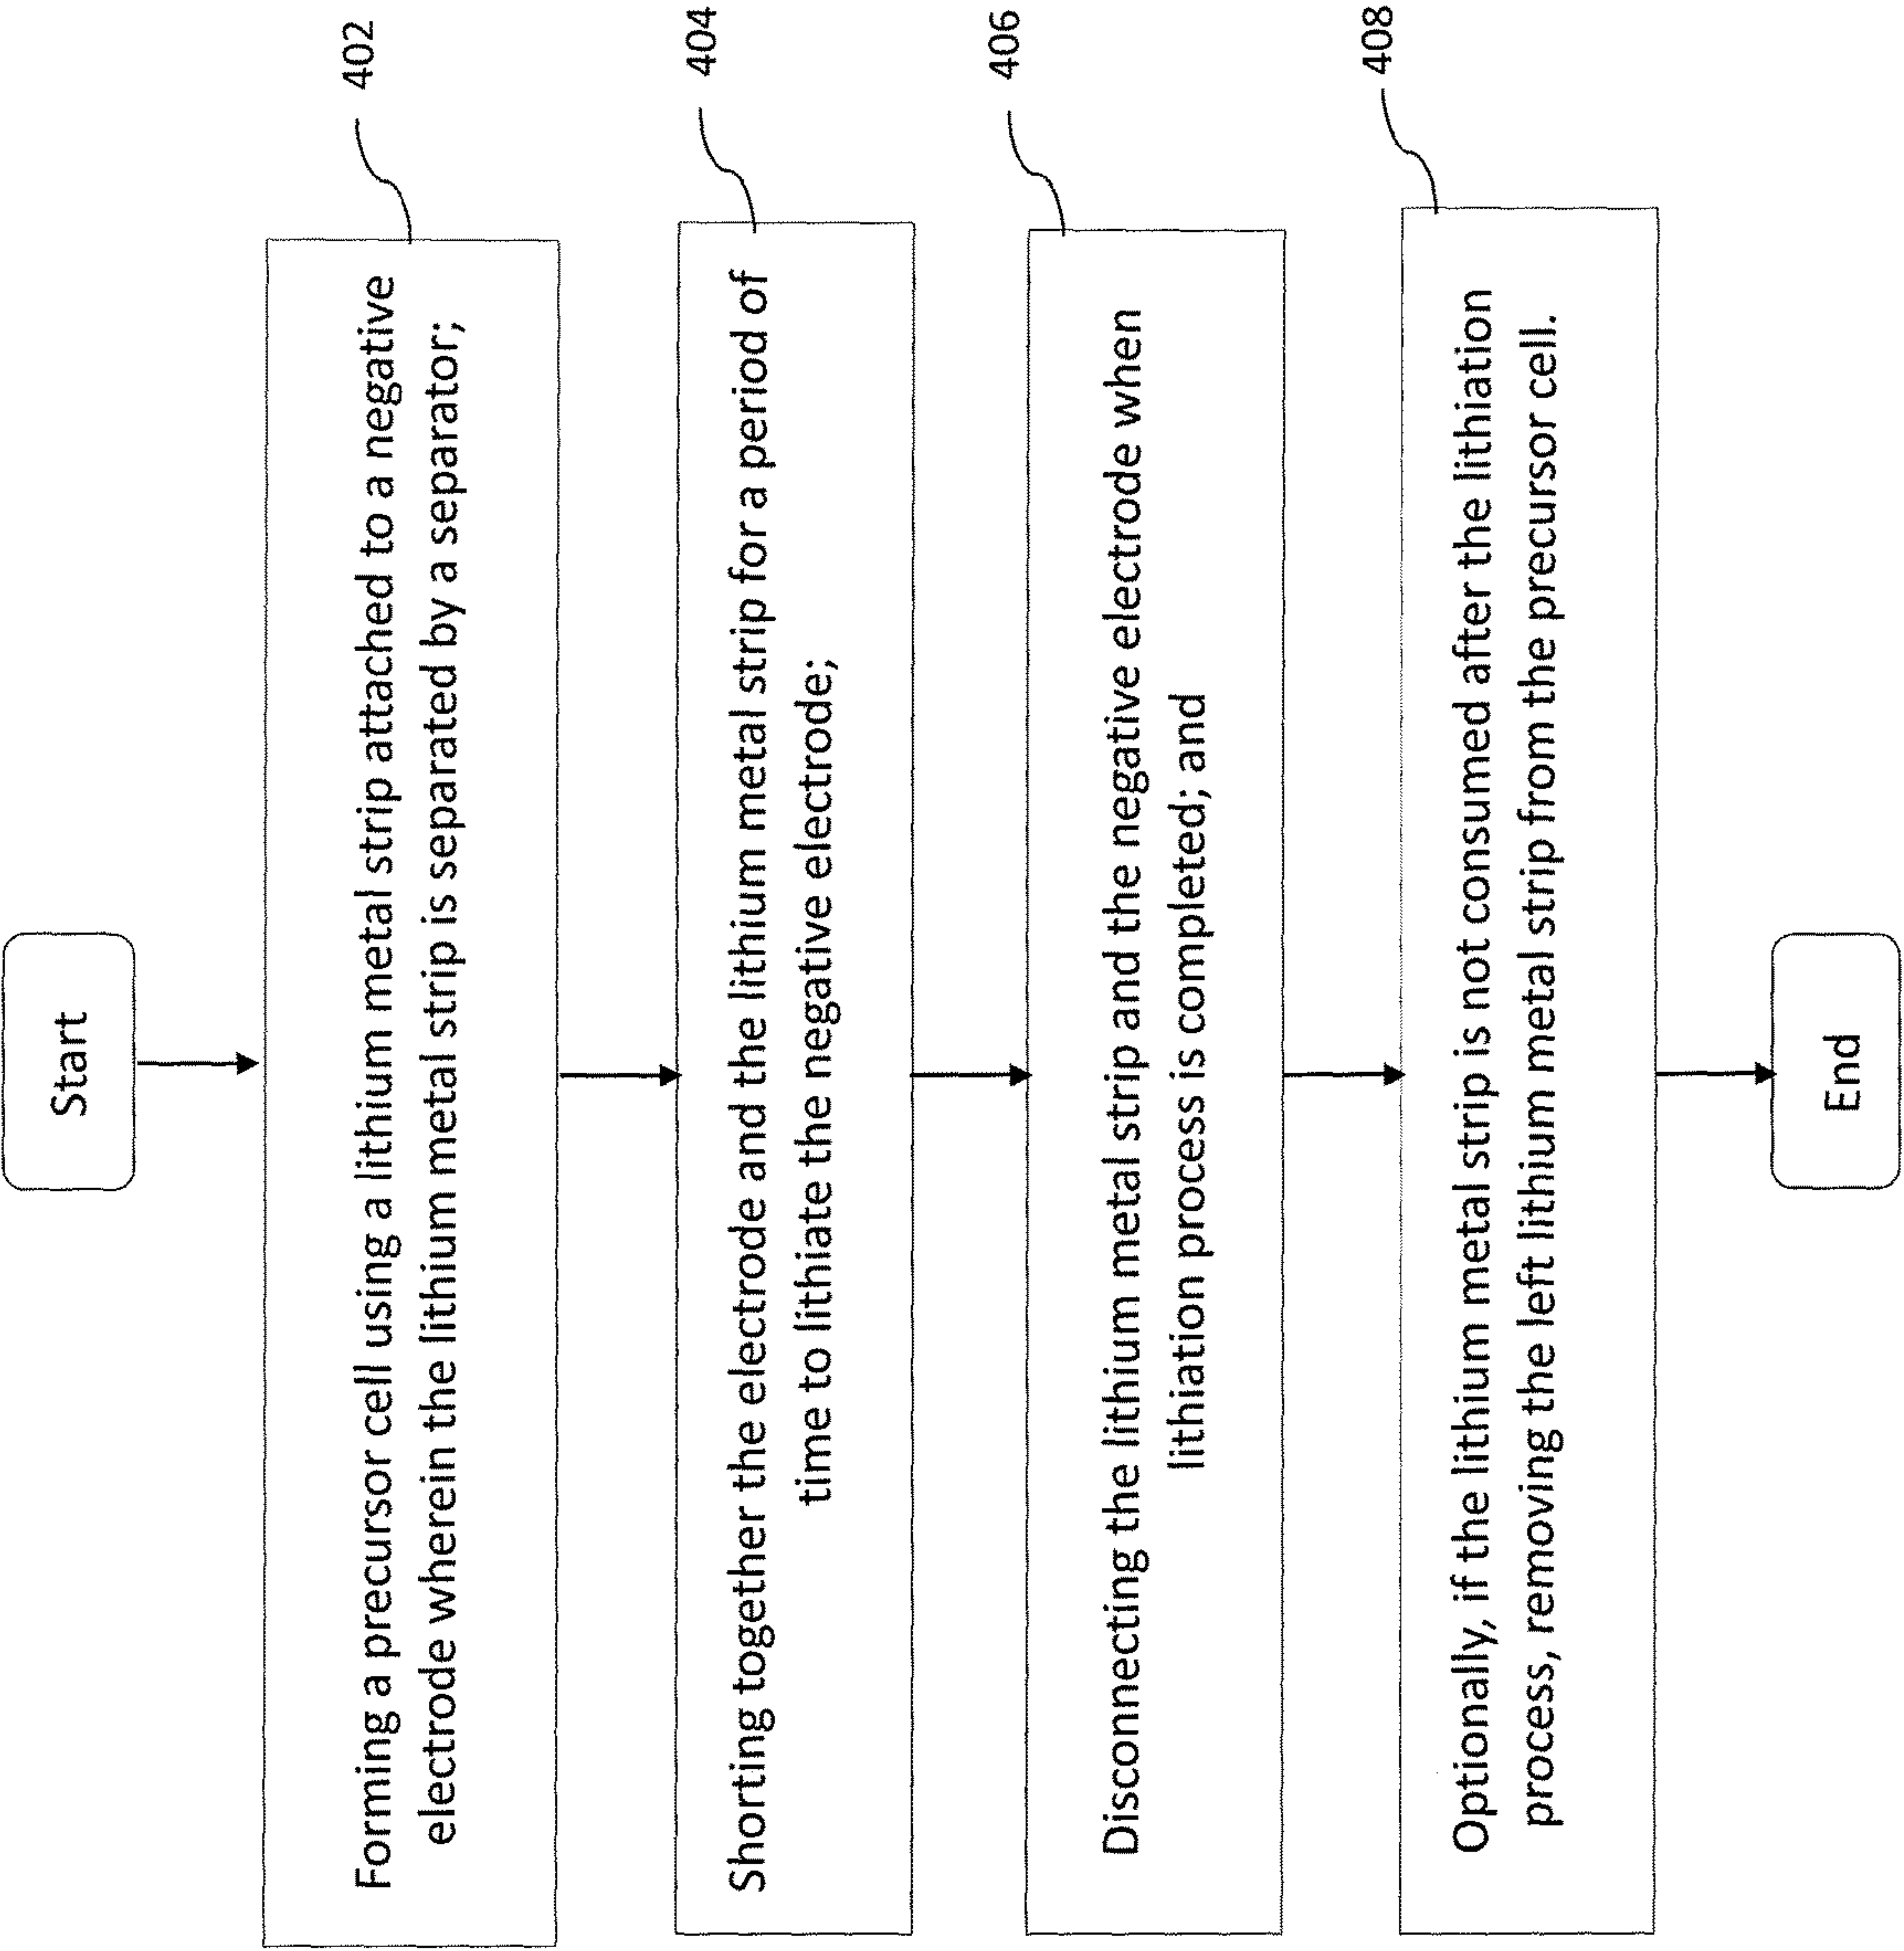 Start
402
Forming a precursor cell using a lithium metal strip attached to a negative
electrode wherein the lithium metal strip is separated by a separator;
404
Shorting together the electrode and the lithium metal strip for a period of
time to lithiate the negative electrode;
406
Disconnecting the lithium metal strip and the negative electrode when
lithiation process is completed; and
408
Optionally, if the lithium metal strip is not consumed after the lithiation
process, removing the left lithium metal strip from the precursor cell.
End